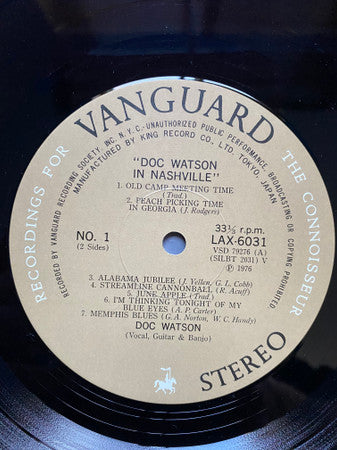 VANGUARD
RECORDINGS FOR THE CONNOISSEUR
RECORDED BY VANGUARD RECORDING SOCIETY, INC. N.Y.C.·UNAUTHORIZED PUBLIC PERFORMANCE, BROADCASTING OR COPYING PROHIBITED
MANUFACTURED BY KING RECORD CO. LTD. TOKYO, JAPAN
"DOC WATSON
IN NASHVILLE"
1. OLD CAMP MEETING TIME
(Trad.)
2. PEACH PICKING TIME
IN GEORGIA (J. Rodgers)
NO. 1
(2 Sides)
33⅓ r.p.m.
LAX-6031
VSD 79276 (A)
(SILBT 2031) V
Ⓟ 1976
3. ALABAMA JUBILEE (J. Yellen, G. L. Cobb)
4. STREAMLINE CANNONBALL (R. Acuff)
5. JUNE APPLE (Trad.)
6. I'M THINKING TONIGHT OF MY
BLUE EYES (A. P. Carter)
7. MEMPHIS BLUES (G. A. Norton, W. C. Handy)
DOC WATSON
(Vocal, Guitar & Banjo)
STEREO